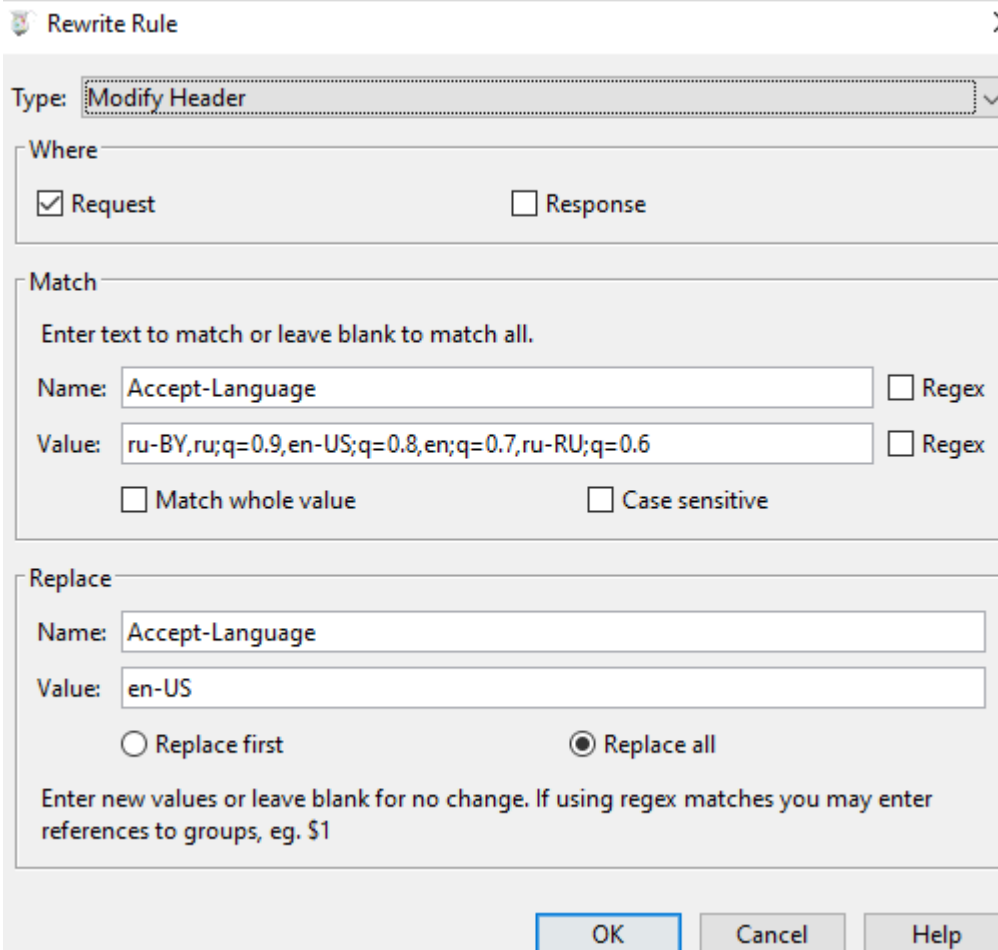 Rewrite Rule
Type: Modify Header
Where
Request Response
Match
Enter text to match or leave blank to match all.
Name: Accept-Language Regex
Value: ru-BY,ru;q=0.9,en-US;q=0.8,en;q=0.7,ru-RU;q=0.6 Regex
Match whole value Case sensitive
Replace
Name: Accept-Language
Value: en-US
Replace first Replace all
Enter new values or leave blank for no change. If using regex matches you may enter
references to groups, eg. $1
OK Cancel Help